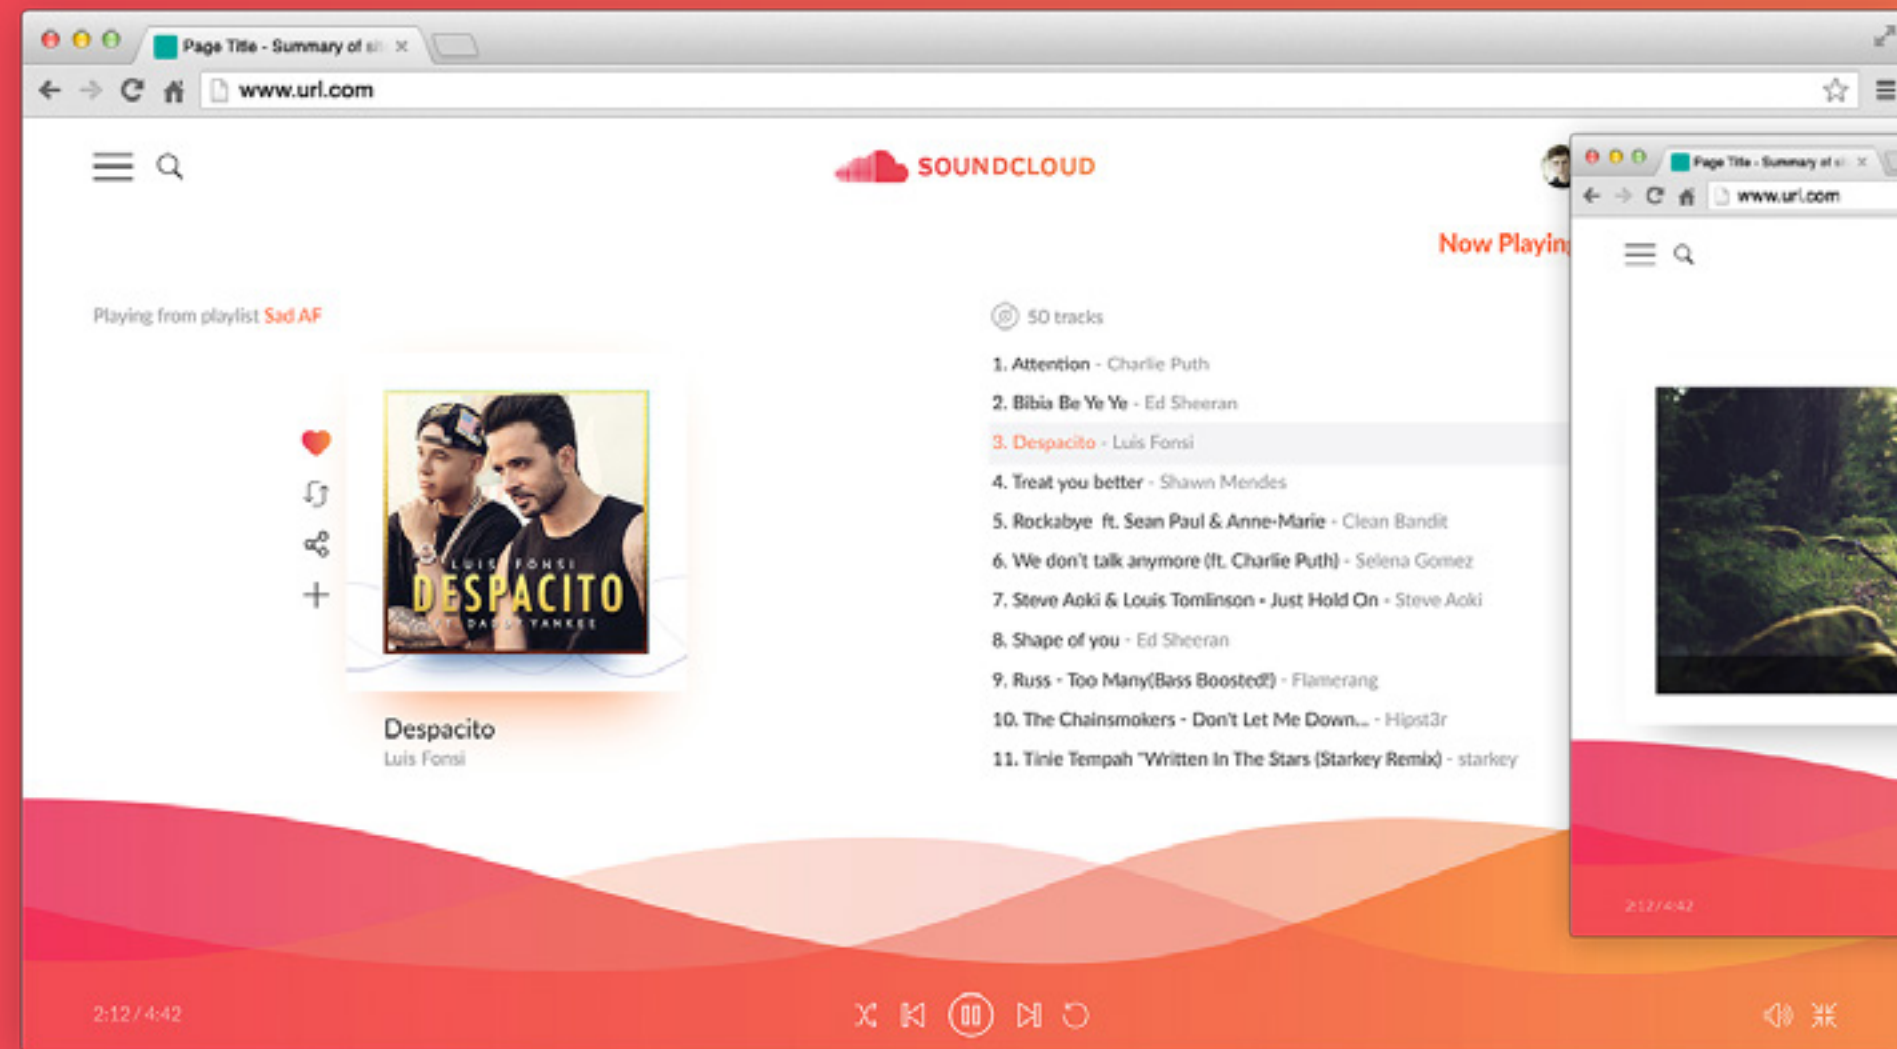 Page Title - Summary of sit
www.url.com
SOUNDCLOUD
Now Playing
Playing from playlist Sad AF
50 tracks
1. Attention - Charlie Puth
2. Bibia Be Ye Ye - Ed Sheeran
3. Despacito - Luis Fonsi
4. Treat you better - Shawn Mendes
5. Rockabye ft. Sean Paul & Anne-Marie - Clean Bandit
6. We don't talk anymore (ft. Charlie Puth) - Selena Gomez
7. Steve Aoki & Louis Tomlinson - Just Hold On - Steve Aoki
8. Shape of you - Ed Sheeran
9. Russ - Too Many(Bass Boosted!) - Flamerang
10. The Chainsmokers - Don't Let Me Down... - Hipst3r
11. Tinie Tempah "Written In The Stars (Starkey Remix) - starkey
LUIS FONSI
DESPACITO
FT. DADDY YANKEE
Despacito
Luis Fonsi
2:12 / 4:42
Page Title - Summary of sit
www.url.com
2:12 / 4:42